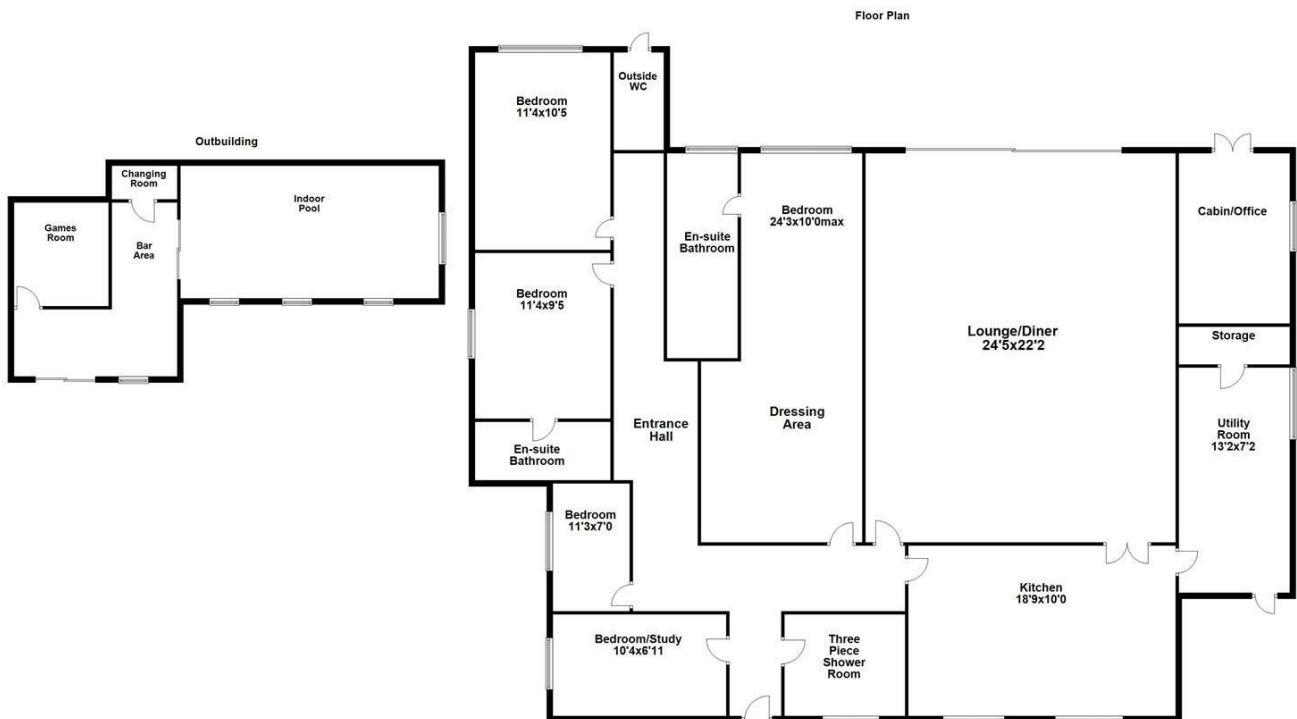 Floor Plan
Outbuilding
Changing
Room
Indoor
Pool
Games
Room
Bar
Area
Bedroom
11'4x10'5
Outside
WC
Bedroom
11'4x9'5
En-suite
Bathroom
Entrance
Hall
En-suite
Bathroom
Bedroom
24'3x10'0max
Dressing
Area
Lounge/Diner
24'5x22'2
Cabin/Office
Storage
Utility
Room
13'2x7'2
Bedroom
11'3x7'0
Bedroom/Study
10'4x6'11
Three
Piece
Shower
Room
Kitchen
18'9x10'0